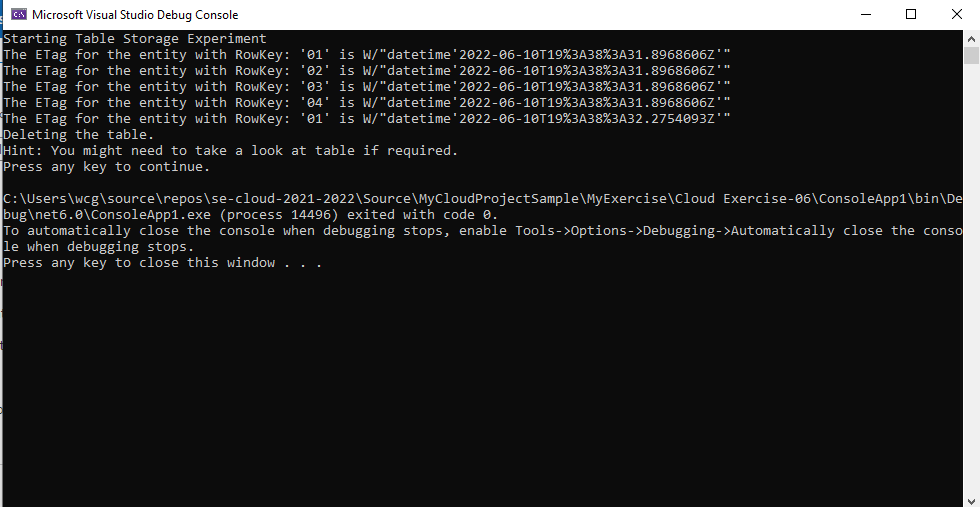 Microsoft Visual Studio Debug Console
Starting Table Storage Experiment
The ETag for the entity with RowKey: '01' is W/"datetime'2022-06-10T19%3A38%3A31.8968606Z'"
The ETag for the entity with RowKey: '02' is W/"datetime'2022-06-10T19%3A38%3A31.8968606Z'"
The ETag for the entity with RowKey: '03' is W/"datetime'2022-06-10T19%3A38%3A31.8968606Z'"
The ETag for the entity with RowKey: '04' is W/"datetime'2022-06-10T19%3A38%3A31.8968606Z'"
The ETag for the entity with RowKey: '01' is W/"datetime'2022-06-10T19%3A38%3A32.2754093Z'"
Deleting the table.
Hint: You might need to take a look at table if required.
Press any key to continue.
C:\Users\wcg\source\repos\se-cloud-2021-2022\Source\MyCloudProjectSample\MyExercise\Cloud Exercise-06\ConsoleApp1\bin\De
bug\net6.0\ConsoleApp1.exe (process 14496) exited with code 0.
To automatically close the console when debugging stops, enable Tools->Options->Debugging->Automatically close the conso
le when debugging stops.
Press any key to close this window . . .